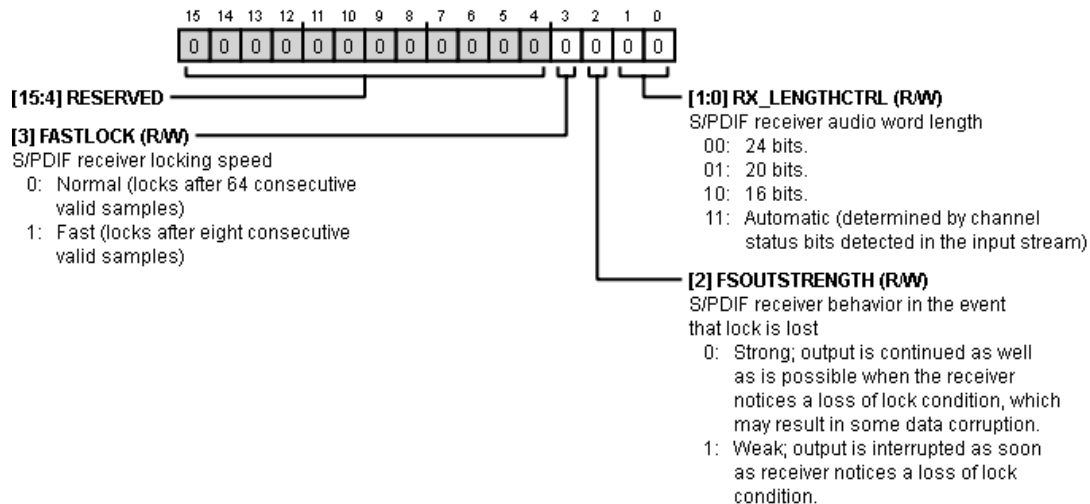 15 14 13 12 11 10 9 8 7 6 5 4 3 2 1 0
0 0 0 0 0 0 0 0 0 0 0 0 0 0 0 0
[15:4] RESERVED
[3] FASTLOCK (R/W)
S/PDIF receiver locking speed
0: Normal (locks after 64 consecutive
valid samples)
1: Fast (locks after eight consecutive
valid samples)
[1:0] RX_LENGTHCTRL (R/W)
S/PDIF receiver audio word length
00: 24 bits.
01: 20 bits.
10: 16 bits.
11: Automatic (determined by channel
status bits detected in the input stream)
[2] FSOUTSTRENGTH (R/W)
S/PDIF receiver behavior in the event
that lock is lost
0: Strong; output is continued as well
as is possible when the receiver
notices a loss of lock condition, which
may result in some data corruption.
1: Weak; output is interrupted as soon
as receiver notices a loss of lock
condition.